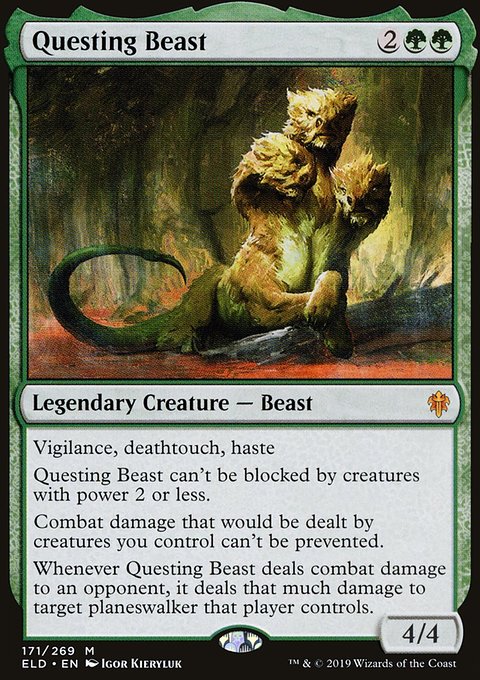 Questing Beast 2
Legendary Creature — Beast
Vigilance, deathtouch, haste
Questing Beast can't be blocked by creatures
with power 2 or less.
Combat damage that would be dealt by
creatures you control can't be prevented.
Whenever Questing Beast deals combat damage
to an opponent, it deals that much damage to
target planeswalker that player controls.
4/4
171/269 M
ELD • EN Igor Kieryluk
™ & © 2019 Wizards of the Coast